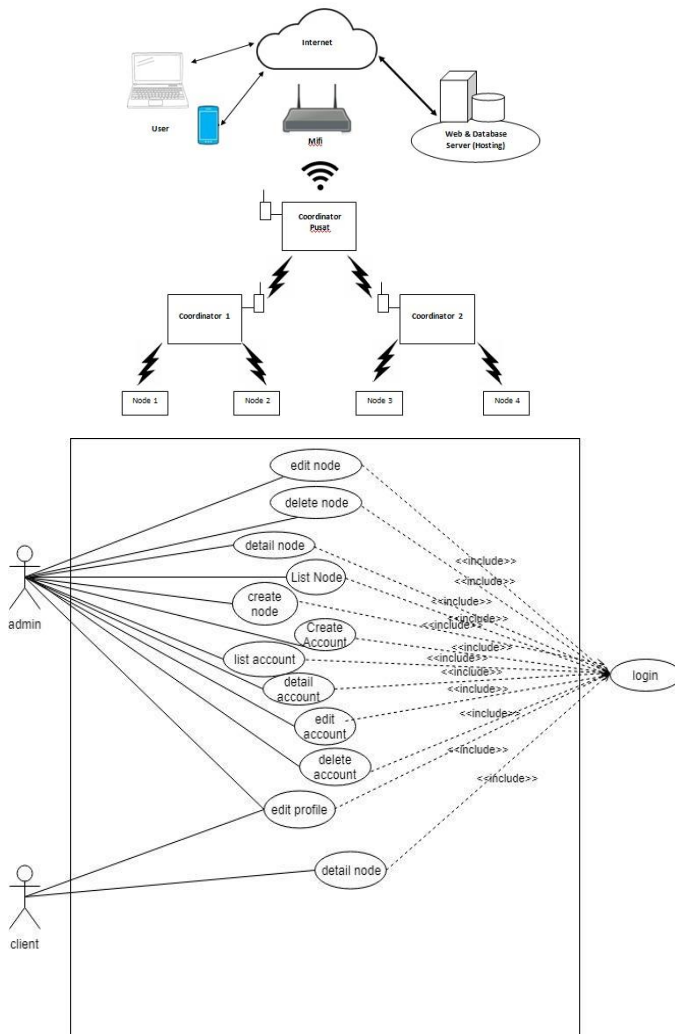 Internet
User
Mifi
Web & Database
Server (Hosting)
Coordinator
Pusat
Coordinator 1
Coordinator 2
Node 1
Node 2
Node 3
Node 4
edit node
delete node
detail node
<<include>>
List Node
<<include>>
admin
create
node
<<include>>
<<include>>
<<include>>
Create
Account
<<include>>
list account
<<include>>
detail
account
<<include>>
login
<<include>>
edit
account
<<include>>
delete
account
<<include>>
edit profile
<<include>>
detail node
client